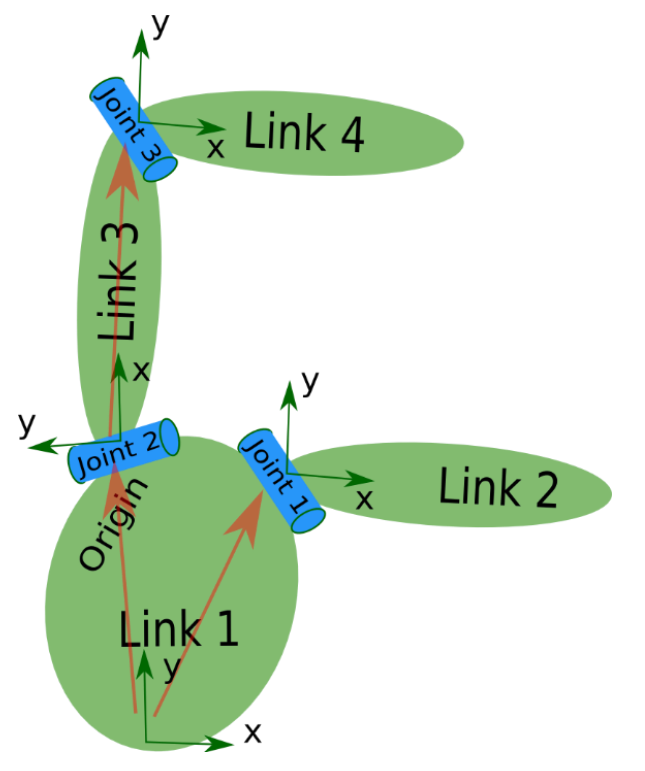 y
Joint 3
x
Link 4
Link 3
x
y
Joint 2
y
Joint 1
x
Link 2
Origin
Link 1
y
x